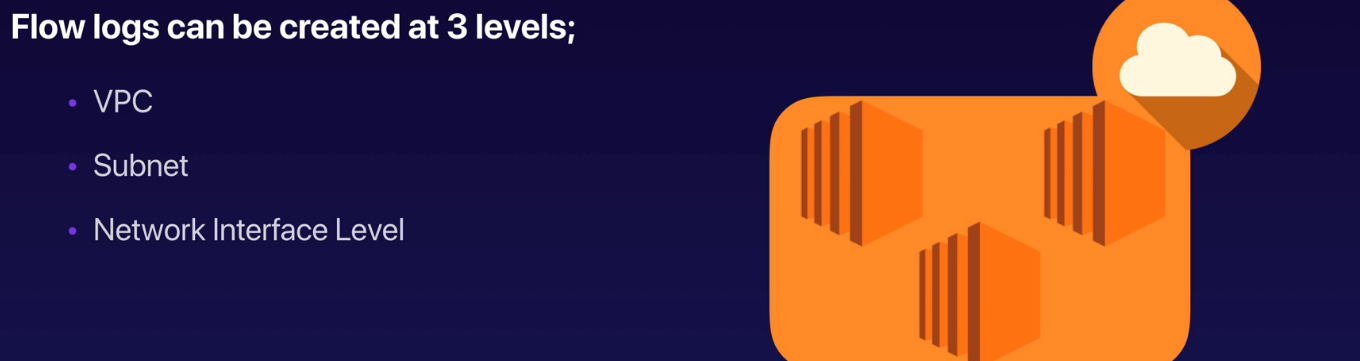 Flow logs can be created at 3 levels;
• VPC
• Subnet
• Network Interface Level